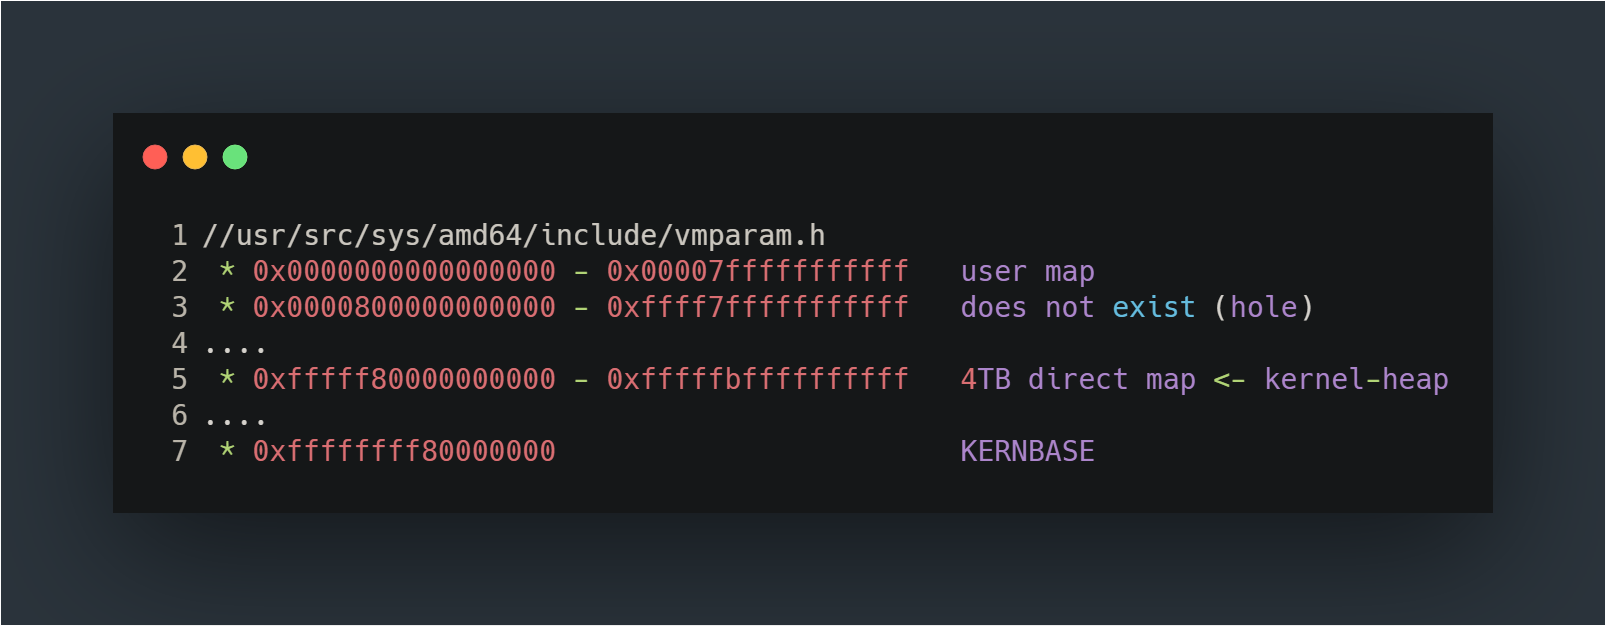 1 //usr/src/sys/amd64/include/vmparam.h
2  * 0x0000000000000000 - 0x00007fffffffffff   user map
3  * 0x0000800000000000 - 0xffff7fffffffffff   does not exist (hole)
4 ....
5  * 0xfffff80000000000 - 0xfffffbffffffffff   4TB direct map <- kernel-heap
6 ....
7  * 0xffffffff80000000                        KERNBASE